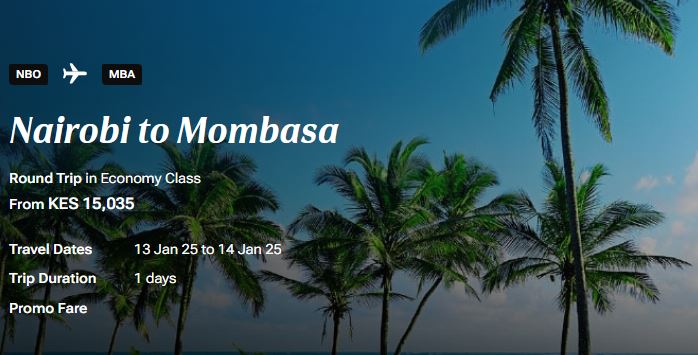 NBO MBA
Nairobi to Mombasa
Round Trip in Economy Class
From KES 15,035
Travel Dates 13 Jan 25 to 14 Jan 25
Trip Duration 1 days
Promo Fare